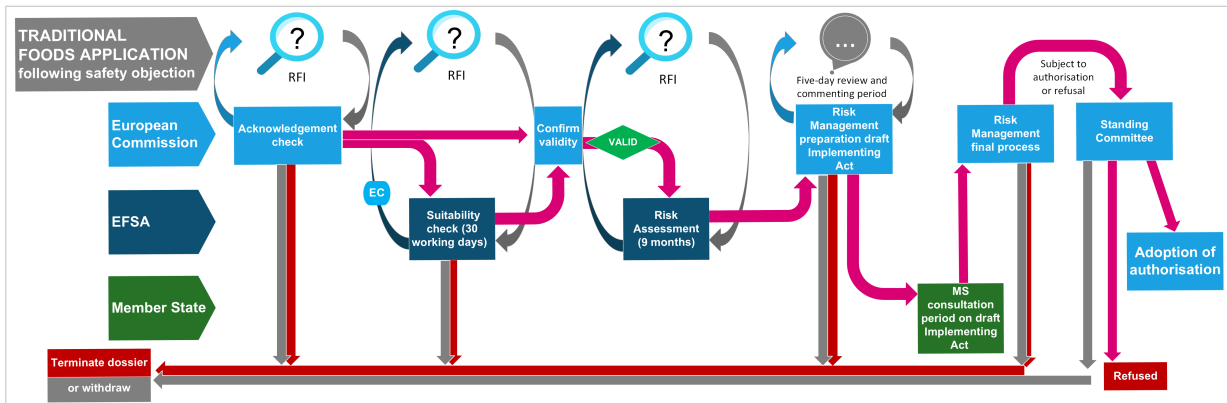 TRADITIONAL
FOODS APPLICATION
following safety objection
?
RFI
?
RFI
?
RFI
...
Five-day review and
commenting period
Subject to
authorisation
or refusal
European
Commission
Acknowledgement
check
Confirm
validity
VALID
Risk
Management
preparation draft
Implementing
Act
Risk
Management
final process
Standing
Committee
EC
EFSA
Suitability
check (30
working days)
Risk
Assessment
(9 months)
Adoption of
authorisation
Member State
MS
consultation
period on draft
Implementing
Act
Terminate dossier
or withdraw
Refused